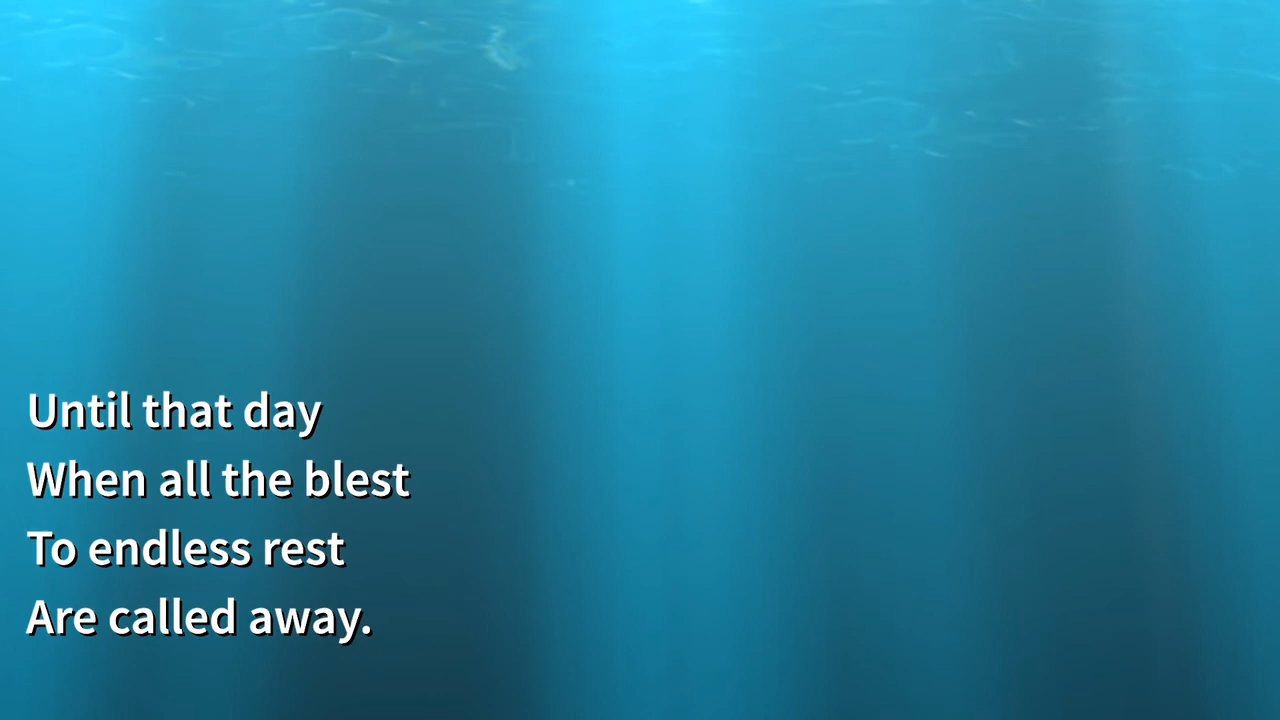 Until that day
When all the blest
To endless rest
Are called away.